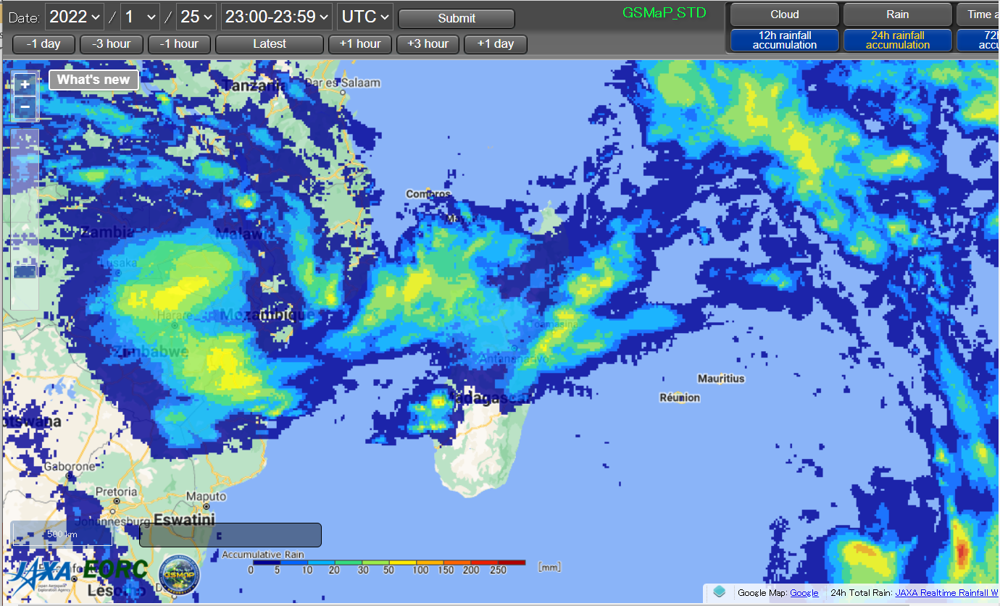 Date: 2022 / 1 / 25 23:00-23:59 UTC Submit
GSMaP_STD
Cloud Rain Time a
-1 day -3 hour -1 hour Latest +1 hour +3 hour +1 day
12h rainfall accumulation
24h rainfall accumulation
72h
accu
+
What's new
−
Tanzania
Dar es Salaam
Comoros
Mayotte
Zambia
Malawi
Lusaka
Harare
Mozambique
Toamasina
Zimbabwe
Antananarivo
Mauritius
Réunion
Madagascar
otswana
Gaborone
Pretoria
Maputo
Johannesburg
Eswatini
500 km
Accumulative Rain
0 5 10 20 30 50 100 150 200 250 [mm]
JAXA EORC
Japan Aerospace
Exploration Agency
GSMaP
Lesotho
Google Map: Google 24h Total Rain: JAXA Realtime Rainfall W